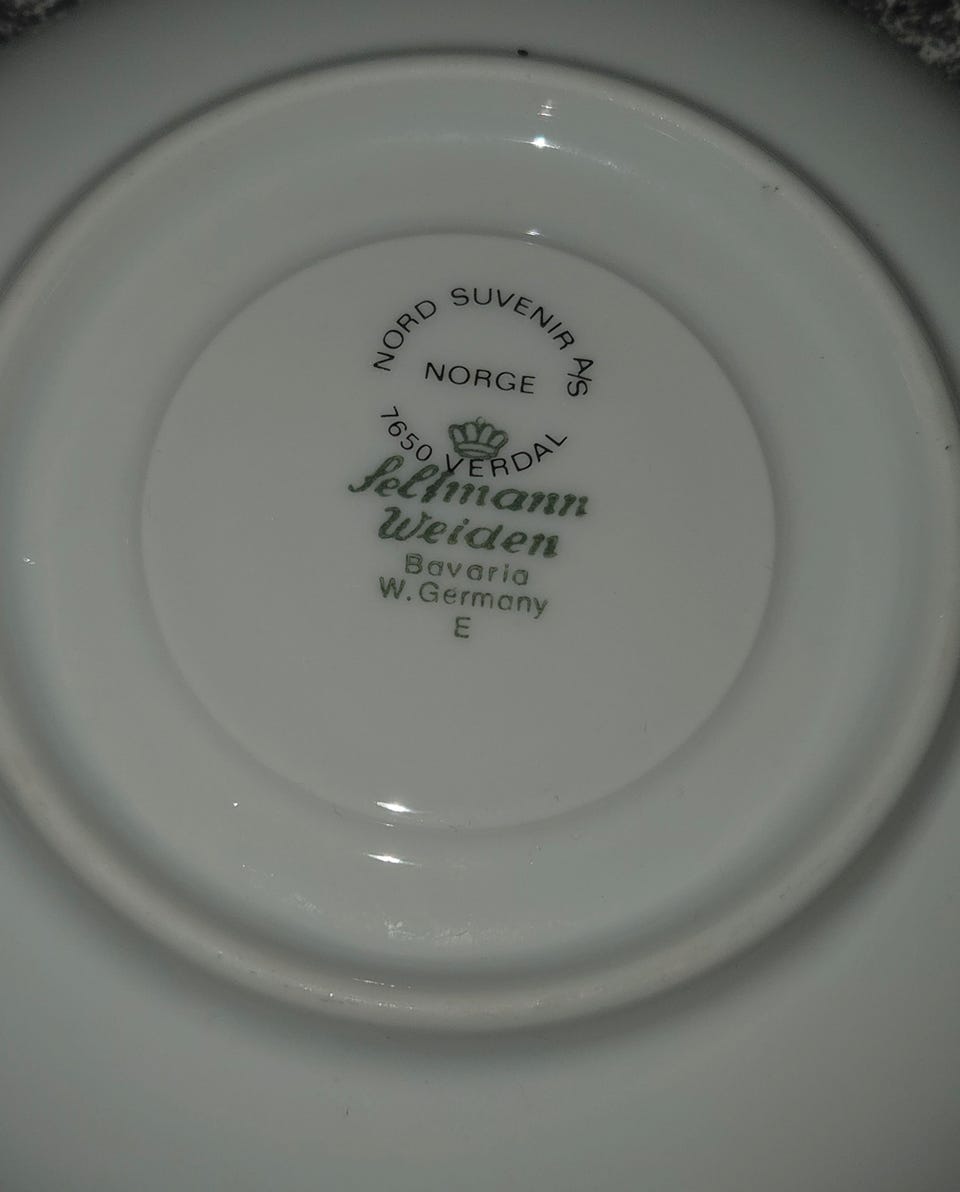 NORD SUVENIR A/S
NORGE
7650 VERDAL
Seltmann
Weiden
Bavaria
W. Germany
E